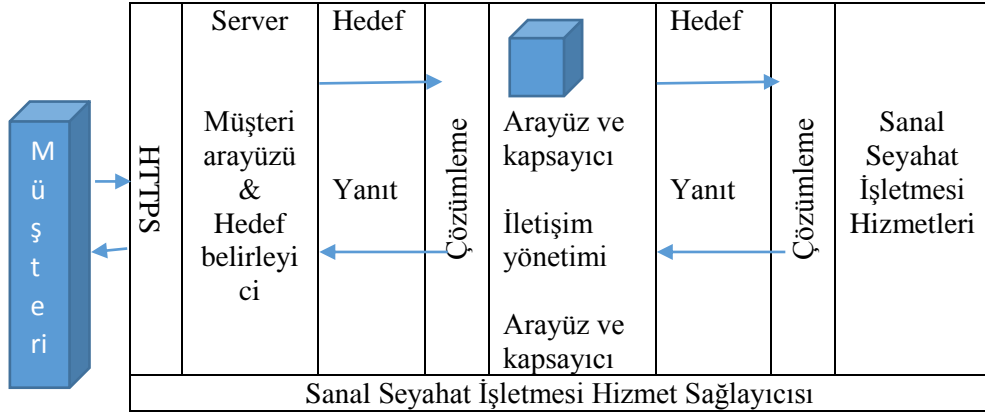 Müşteri
HTTPS
Server
Müşteri
arayüzü
&
Hedef
belirleyi
ci
Hedef
Yanıt
Çözümleme
Arayüz ve
kapsayıcı
İletişim
yönetimi
Arayüz ve
kapsayıcı
Hedef
Yanıt
Çözümleme
Sanal
Seyahat
İşletmesi
Hizmetleri
Sanal Seyahat İşletmesi Hizmet Sağlayıcısı